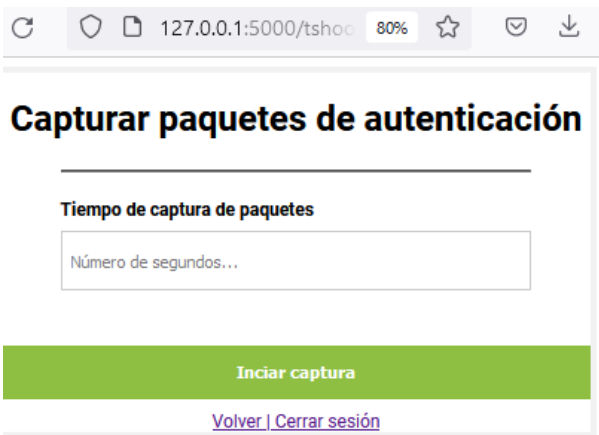 127.0.0.1:5000/tshoo 80%
Capturar paquetes de autenticación
Tiempo de captura de paquetes
Número de segundos...
Inciar captura
Volver | Cerrar sesión